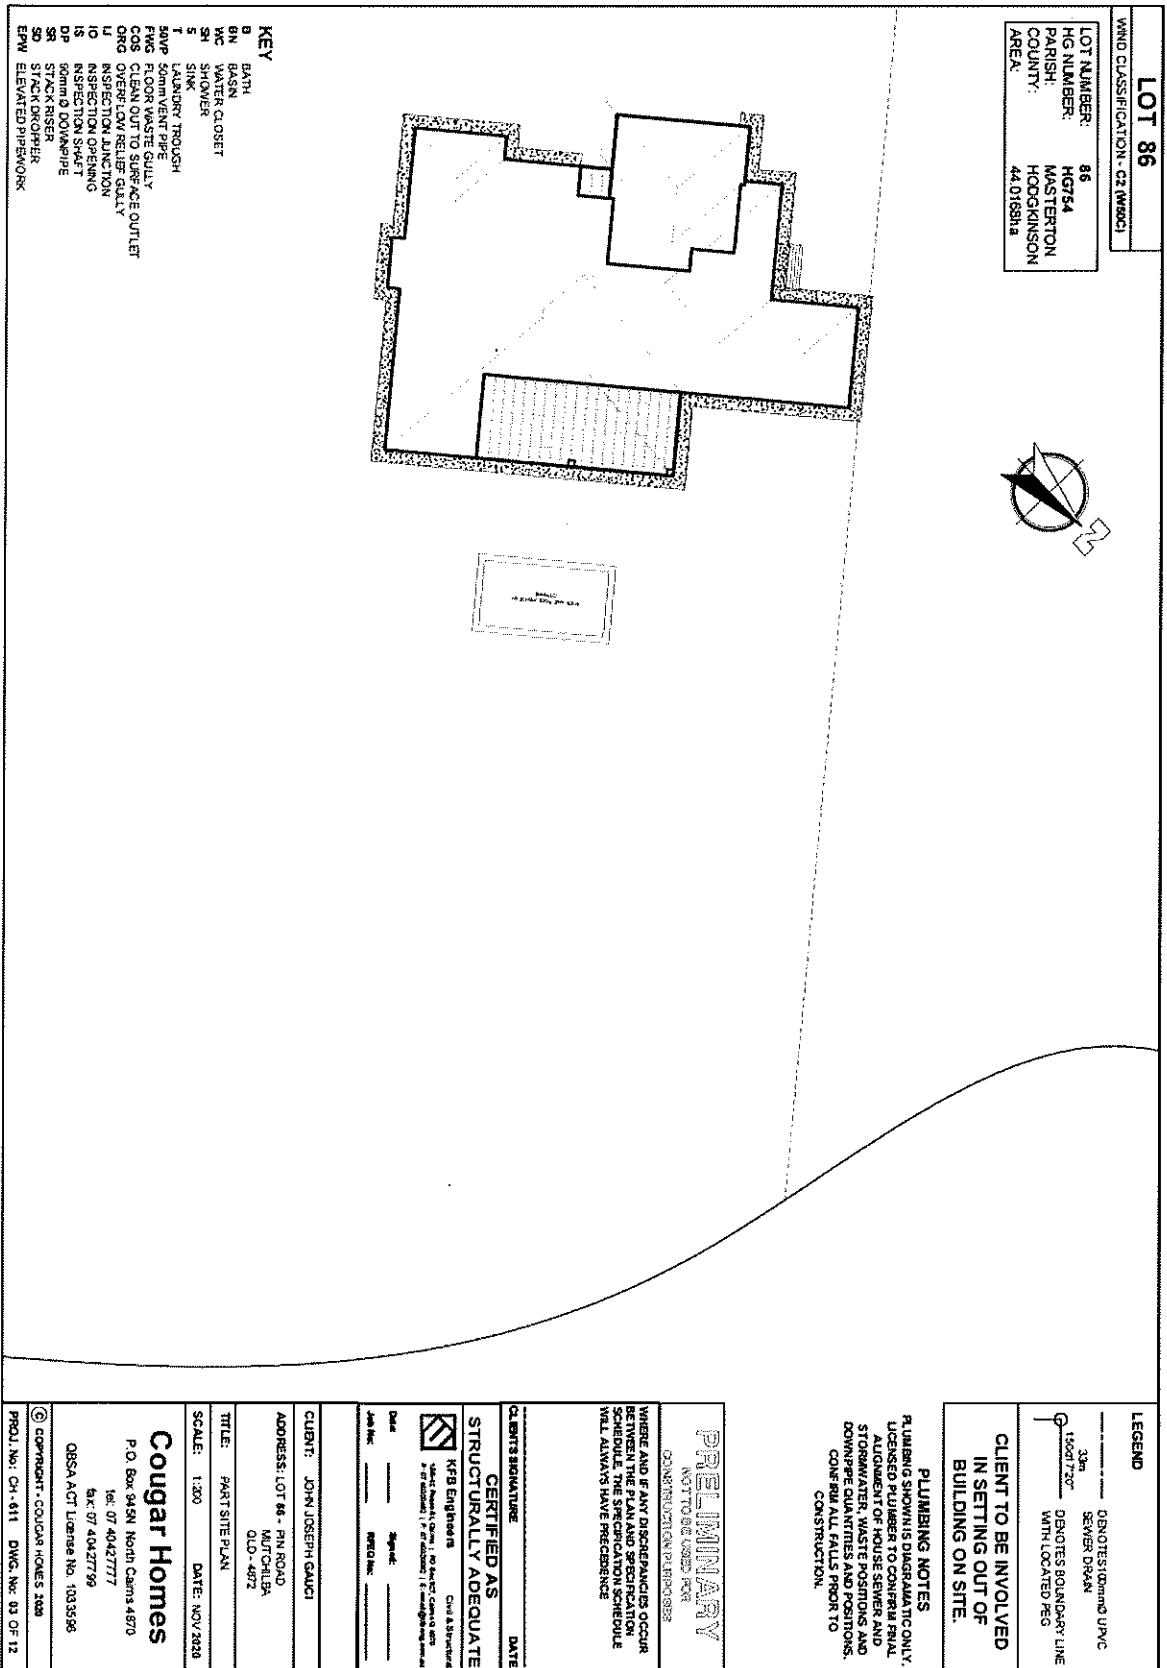 LOT 86
WIND CLASSIFICATION - C2 (W60C)
LOT NUMBER: 86
HG NUMBER: HG754
PARISH: MASTERTON
COUNTY: HODGKINSON
AREA: 44.0168ha
N
KEY
B BATH
BN BASIN
WC WATER CLOSET
SH SHOWER
S SINK
T LAUNDRY TROUGH
50VP 50mm VENT PIPE
FWG FLOOR WASTE GULLY
COS CLEAN OUT TO SURFACE OUTLET
ORG OVERFLOW RELIEF GULLY
IJ INSPECTION JUNCTION
IO INSPECTION OPENING
IS INSPECTION SHAFT
DP 90mm Ø DOWNPIPE
SR STACK RISER
SD STACK DROPPER
EPW ELEVATED PIPEWORK
LEGEND
DENOTES 100mmØ UPVC
SEWER DRAIN
33m
150d17'20"
DENOTES BOUNDARY LINE
WITH LOCATED PEG
CLIENT TO BE INVOLVED
IN SETTING OUT OF
BUILDING ON SITE.
PLUMBING NOTES
PLUMBING SHOWN IS DIAGRAMATIC ONLY.
LICENSED PLUMBER TO CONFIRM FINAL
ALIGNMENT OF HOUSE SEWER AND
STORMWATER, WASTE POSITIONS AND
DOWNPIPE QUANTITIES AND POSITIONS.
CONFIRM ALL FALLS PRIOR TO
CONSTRUCTION.
PRELIMINARY
NOT TO BE USED FOR
CONSTRUCTION PURPOSES
WHERE AND IF ANY DISCREPANCIES OCCUR
BETWEEN THE PLAN AND SPECIFICATION
SCHEDULE, THE SPECIFICATION SCHEDULE
WILL ALWAYS HAVE PRECEDENCE
CLIENTS SIGNATURE DATE
CERTIFIED AS
STRUCTURALLY ADEQUATE
KFB Engineers Civil & Structural
Date Signed:
Job No: RPEQ No:
CLIENT: JOHN JOSEPH GAUCI
ADDRESS: LOT 86 - PIN ROAD
MUTCHILBA
QLD - 4872
TITLE: PART SITE PLAN
SCALE: 1:200 DATE: NOV 2020
Cougar Homes
P.O. Box 945N North Cairns 4870
tel: 07 40427777
fax: 07 40427799
QBSA ACT License No. 1033596
© COPYRIGHT - COUGAR HOMES 2020
PROJ. No: CH - 611 DWG. No: 03 OF 12